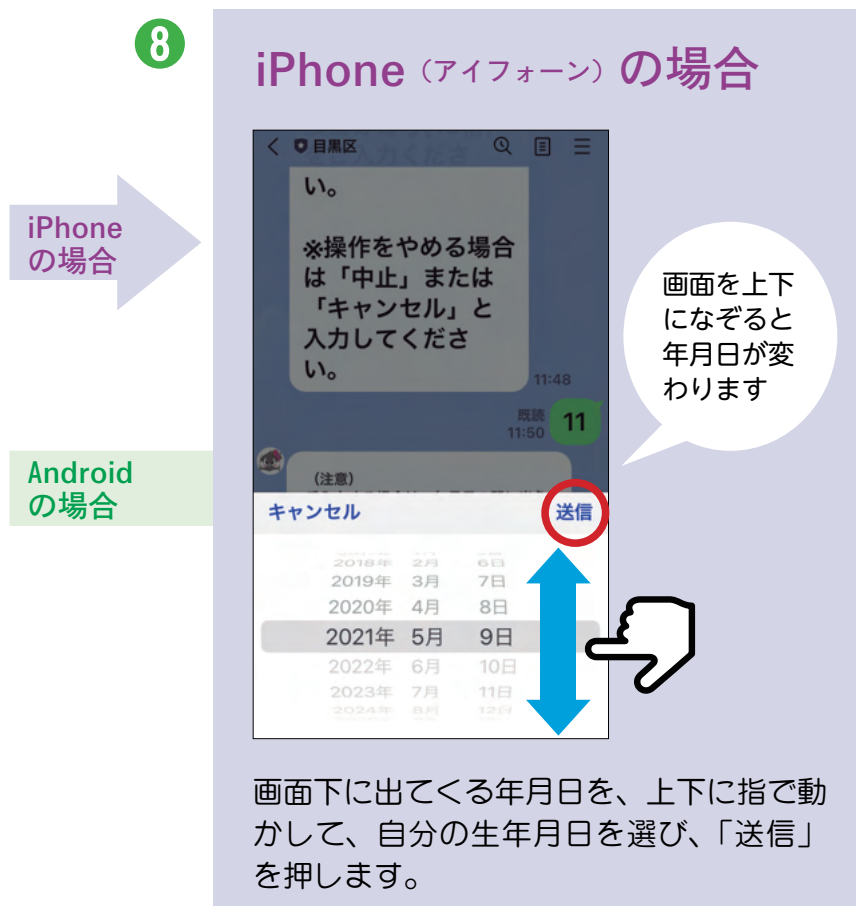 8
iPhone（アイフォーン）の場合
iPhone
の場合
Android
の場合
目黒区
い。
※操作をやめる場合
は「中止」または
「キャンセル」と
入力してくださ
い。
11:48
既読
11:50
11
（注意）
キャンセル
送信
2018年 2月 6日
2019年 3月 7日
2020年 4月 8日
2021年 5月 9日
2022年 6月 10日
2023年 7月 11日
2024年 8月 12日
画面を上下
になぞると
年月日が変
わります
画面下に出てくる年月日を、上下に指で動
かして、自分の生年月日を選び、「送信」
を押します。